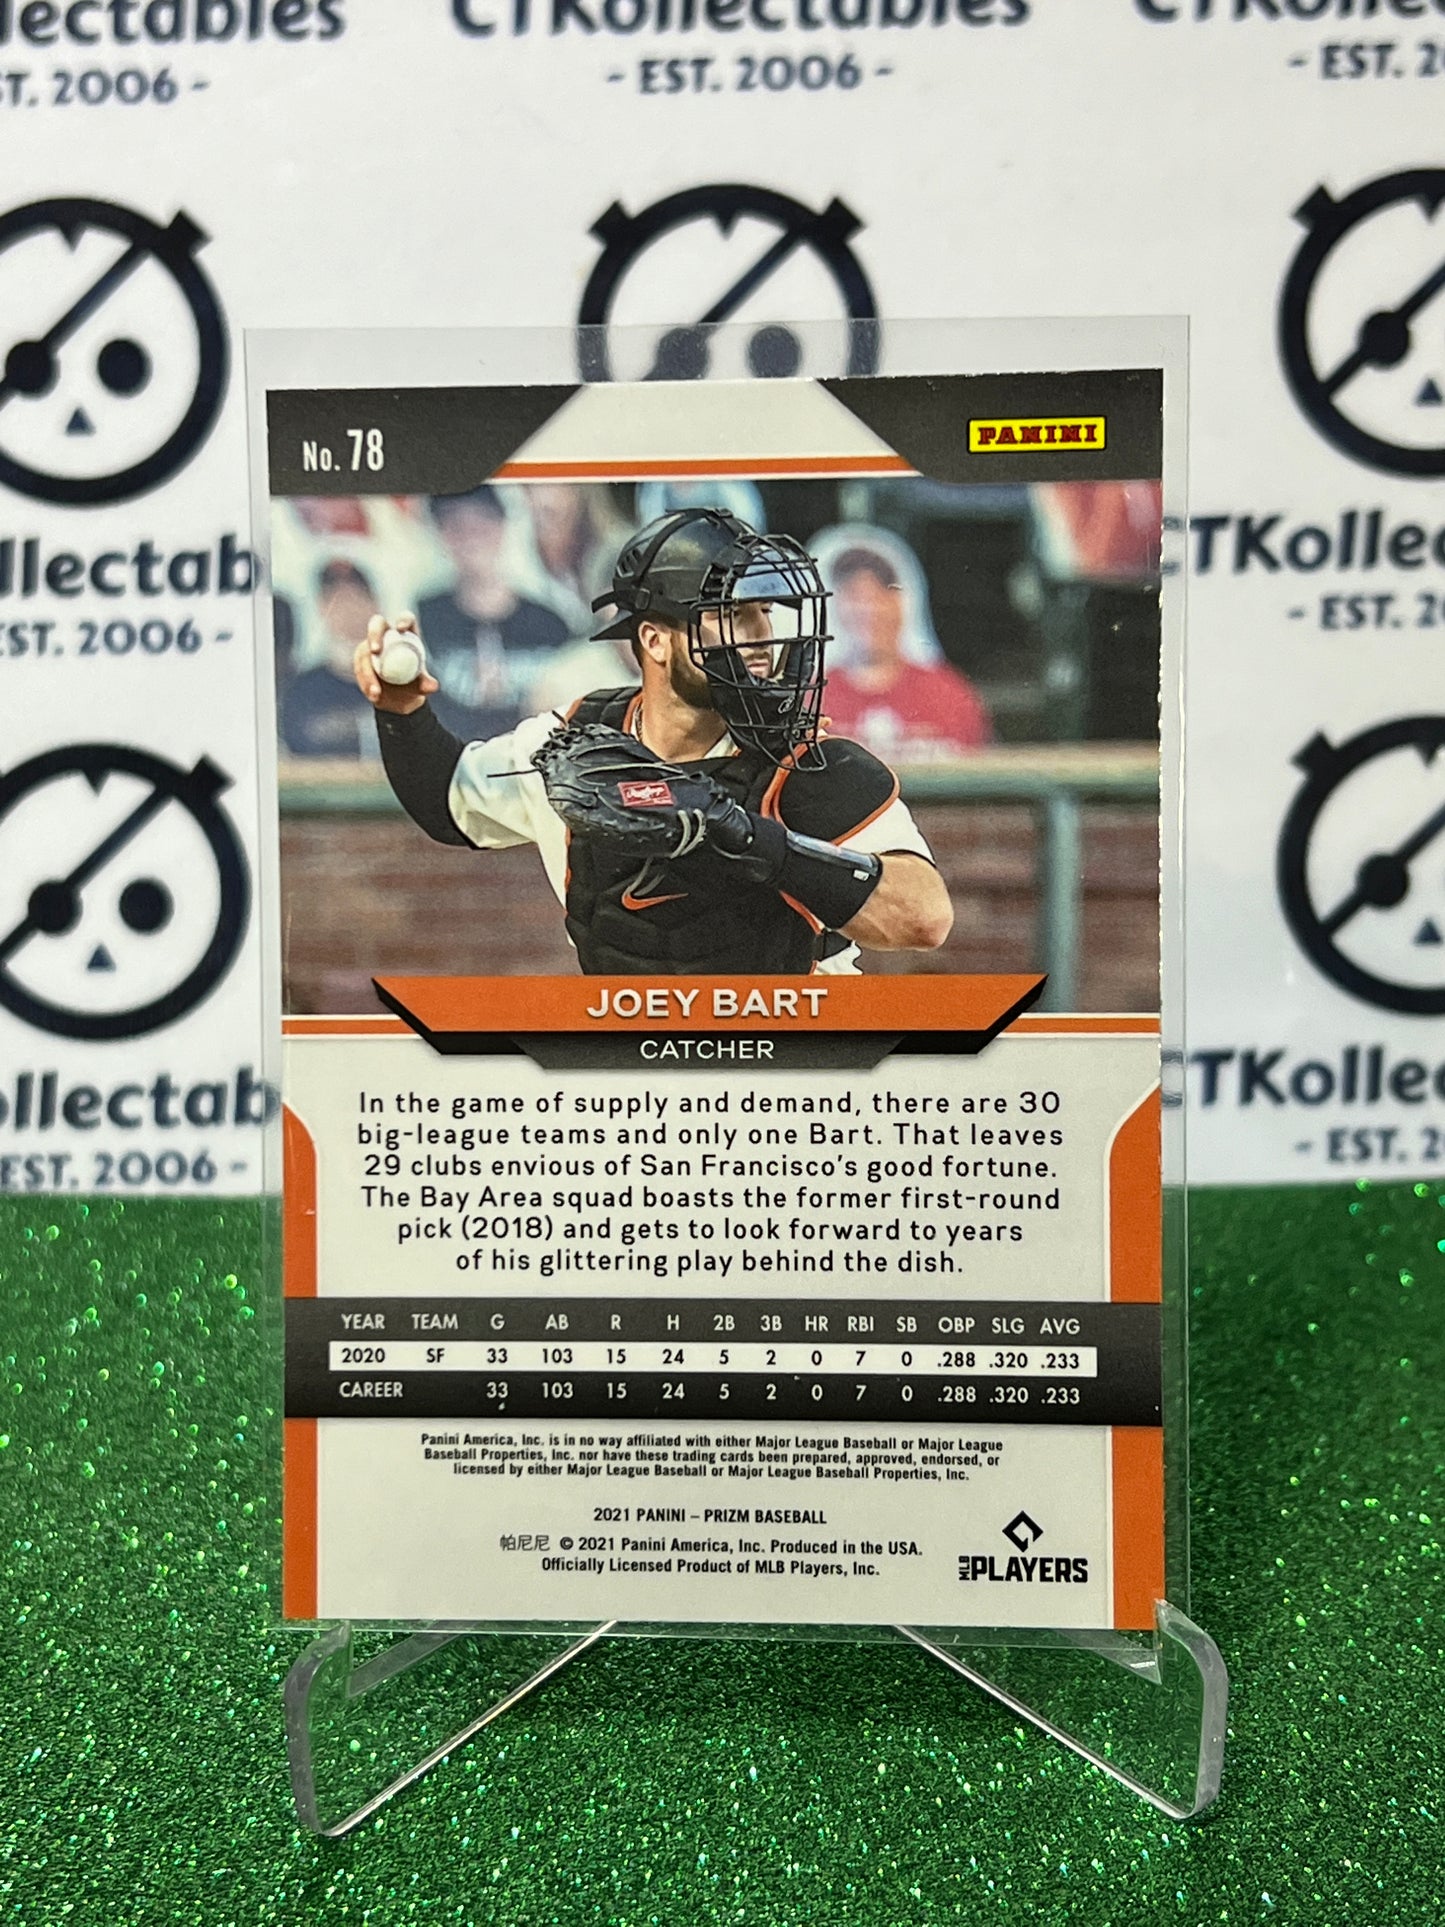 lectables
CTKollectables
CTKollectables
ST. 2006 -
- EST. 2006 -
- EST. 2
No. 78
PANINI
llectab
CTKollec
EST. 2006 -
- EST. 2
Rawlings
JOEY BART
CATCHER
ollectab
CTKollec
EST. 2006 -
- EST. 2
In the game of supply and demand, there are 30
big-league teams and only one Bart. That leaves
29 clubs envious of San Francisco's good fortune.
The Bay Area squad boasts the former first-round
pick (2018) and gets to look forward to years
of his glittering play behind the dish.
YEAR TEAM G AB R H 2B 3B HR RBI SB OBP SLG AVG
2020 SF 33 103 15 24 5 2 0 7 0 .288 .320 .233
CAREER 33 103 15 24 5 2 0 7 0 .288 .320 .233
Panini America, Inc. is in no way affiliated with either Major League Baseball or Major League
Baseball Properties, Inc. nor have these trading cards been prepared, approved, endorsed, or
licensed by either Major League Baseball or Major League Baseball Properties, Inc.
2021 PANINI – PRIZM BASEBALL
帕尼尼 © 2021 Panini America, Inc. Produced in the USA.
Officially Licensed Product of MLB Players, Inc.
MLB PLAYERS